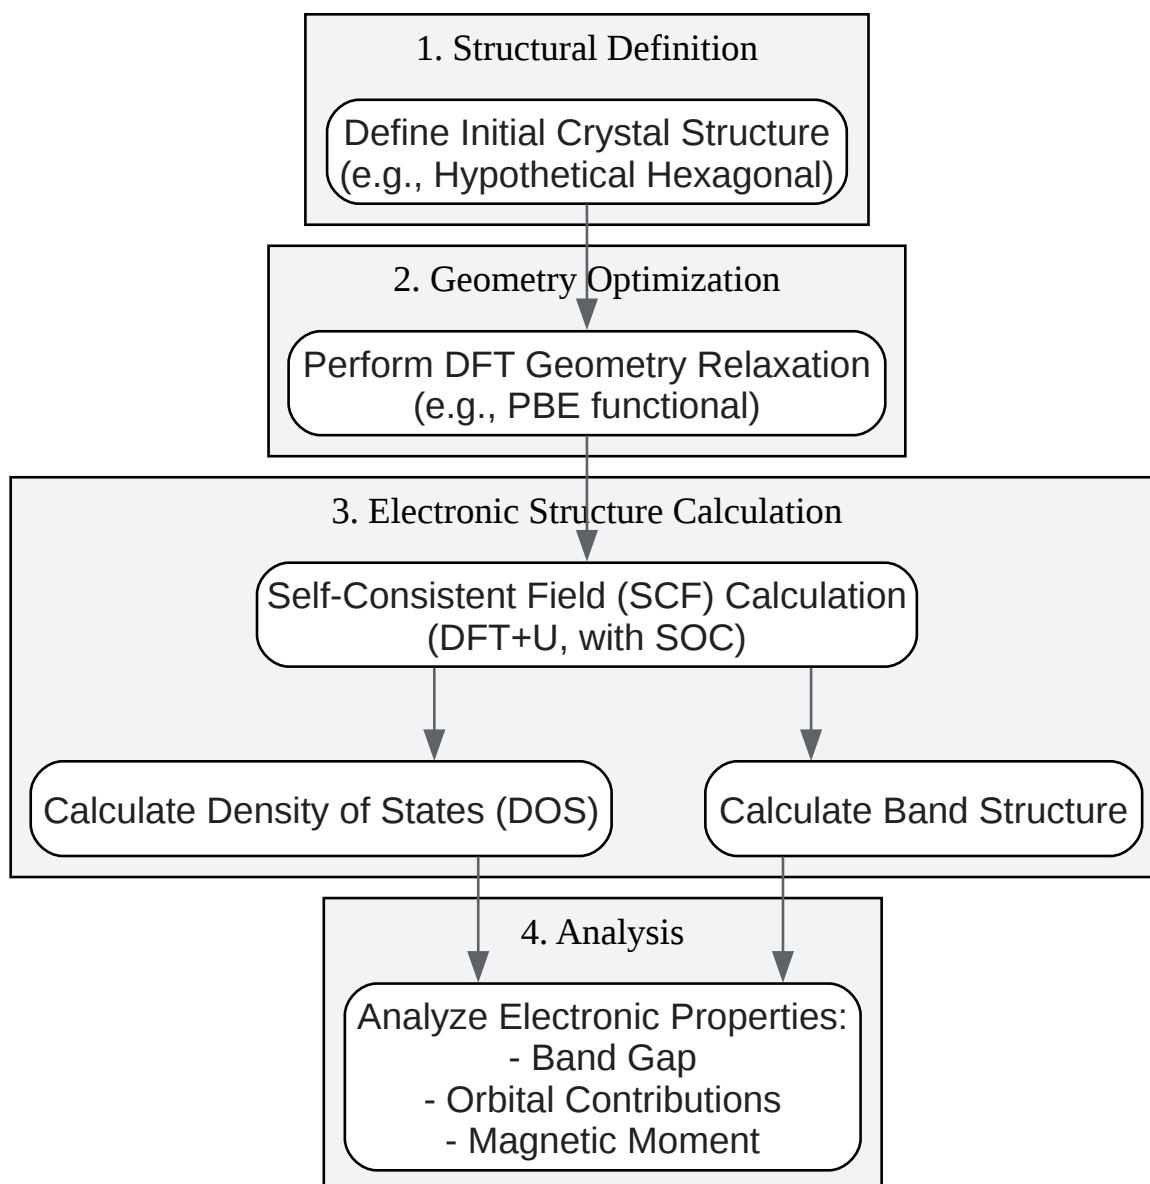 1. Structural Definition
Define Initial Crystal Structure
(e.g., Hypothetical Hexagonal)
2. Geometry Optimization
Perform DFT Geometry Relaxation
(e.g., PBE functional)
3. Electronic Structure Calculation
Self-Consistent Field (SCF) Calculation
(DFT+U, with SOC)
Calculate Density of States (DOS)
Calculate Band Structure
4. Analysis
Analyze Electronic Properties:
- Band Gap
- Orbital Contributions
- Magnetic Moment